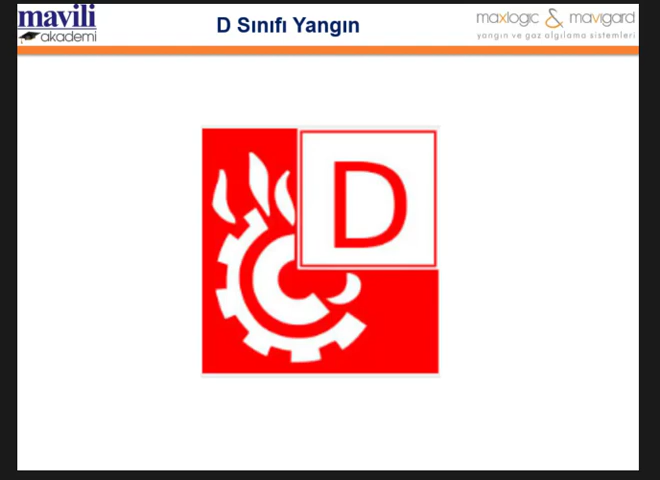 mavili
akademi
D Sınıfı Yangın
maxlogic & mavigard
yangın ve gaz algılama sistemleri
D